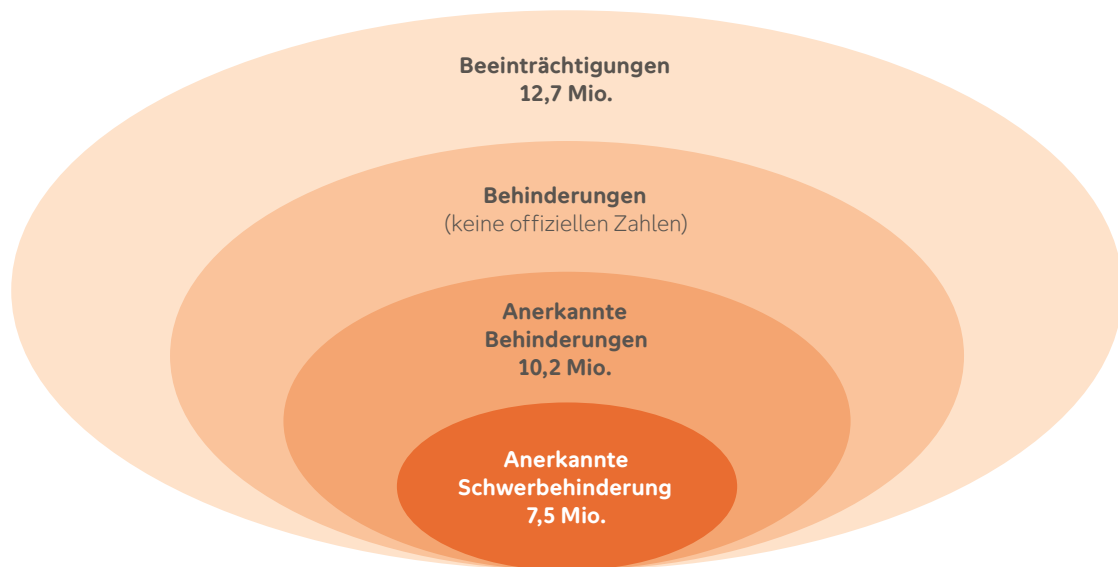 Beeinträchtigungen
12,7 Mio.
Behinderungen
(keine offiziellen Zahlen)
Anerkannte
Behinderungen
10,2 Mio.
Anerkannte
Schwerbehinderung
7,5 Mio.